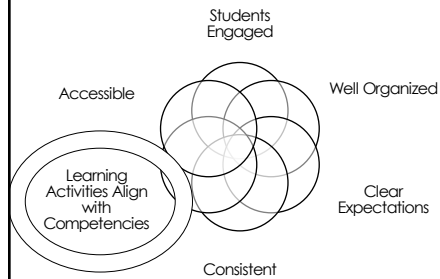 Students
Engaged
Well Organized
Accessible
Learning
Activities Align
with
Competencies
Clear
Expectations
Consistent